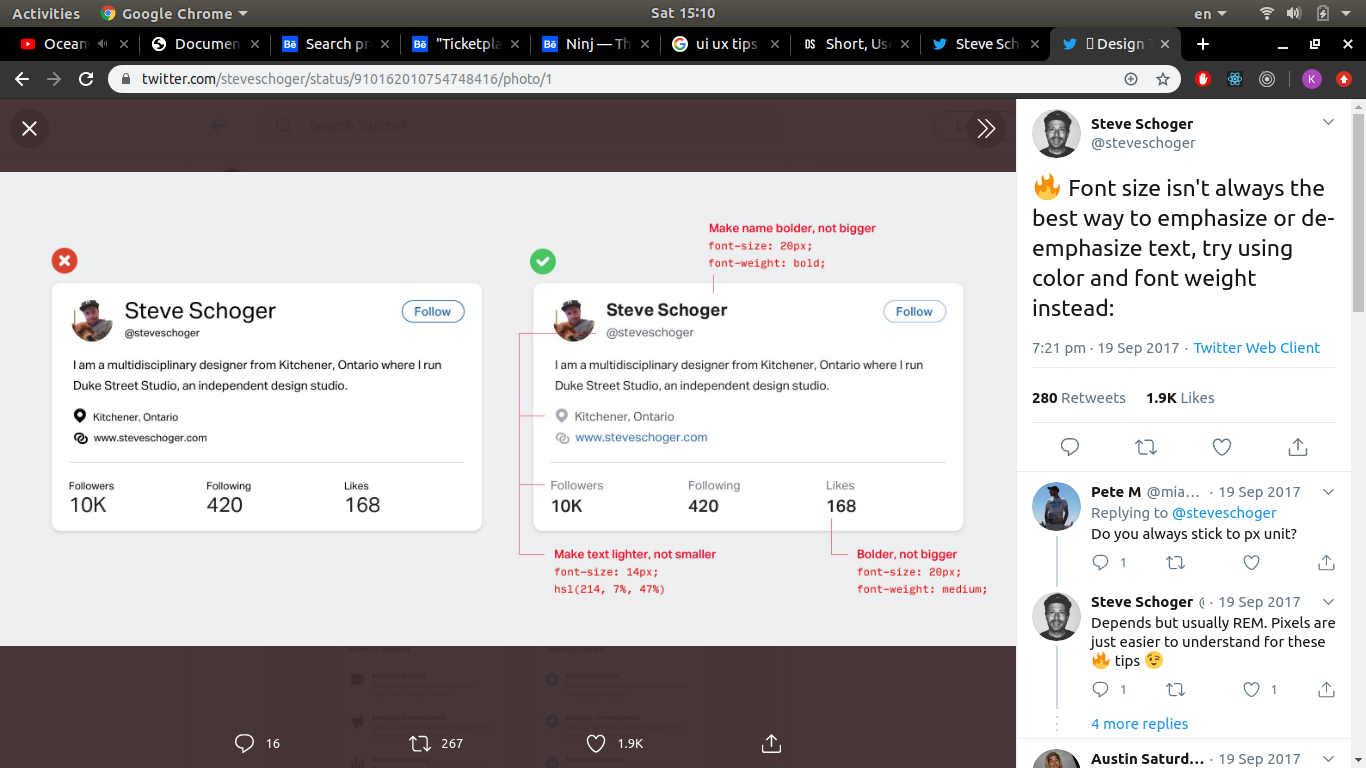 Activities Google Chrome Sat 15:10 en
Ocean Documen Search pr "Ticketpla Ninj — Th ui ux tips DS Short, Use Steve Sch Design T
twitter.com/steveschoger/status/910162010754748416/photo/1 K
Search Twitter
Make name bolder, not bigger
font-size: 20px;
font-weight: bold;
Steve Schoger
@steveschoger
Follow
I am a multidisciplinary designer from Kitchener, Ontario where I run
Duke Street Studio, an independent design studio.
Kitchener, Ontario
www.steveschoger.com
Followers Following Likes
10K 420 168
Steve Schoger
@steveschoger
Follow
I am a multidisciplinary designer from Kitchener, Ontario where I run
Duke Street Studio, an independent design studio.
Kitchener, Ontario
www.steveschoger.com
Followers Following Likes
10K 420 168
Make text lighter, not smaller
font-size: 14px;
hsl(214, 7%, 47%)
Bolder, not bigger
font-size: 20px;
font-weight: medium;
16 267 1.9K
Steve Schoger
@steveschoger
🔥 Font size isn't always the
best way to emphasize or de-
emphasize text, try using
color and font weight
instead:
7:21 pm · 19 Sep 2017 · Twitter Web Client
280 Retweets 1.9K Likes
Pete M @mia... · 19 Sep 2017
Replying to @steveschoger
Do you always stick to px unit?
1
Steve Schoger @ · 19 Sep 2017
Depends but usually REM. Pixels are
just easier to understand for these
🔥 tips 😉
1 1
4 more replies
Austin Saturd... · 19 Sep 2017